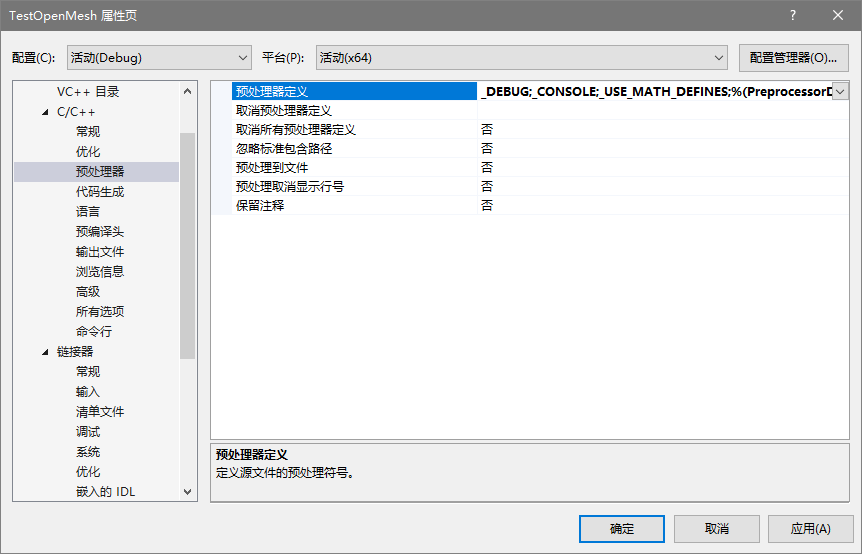 TestOpenMesh 属性页
配置(C): 活动(Debug) 平台(P): 活动(x64) 配置管理器(O)...
VC++ 目录
C/C++
常规
优化
预处理器
代码生成
语言
预编译头
输出文件
浏览信息
高级
所有选项
命令行
链接器
常规
输入
清单文件
调试
系统
优化
嵌入的 IDL
预处理器定义 _DEBUG;_CONSOLE;_USE_MATH_DEFINES;%(PreprocessorD
取消预处理器定义
取消所有预处理器定义 否
忽略标准包含路径 否
预处理到文件 否
预处理取消显示行号 否
保留注释 否
预处理器定义
定义源文件的预处理符号。
确定 取消 应用(A)